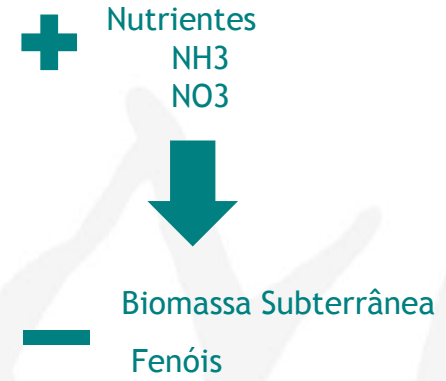 Nutrientes
NH3
NO3
Biomassa Subterrânea
Fenóis